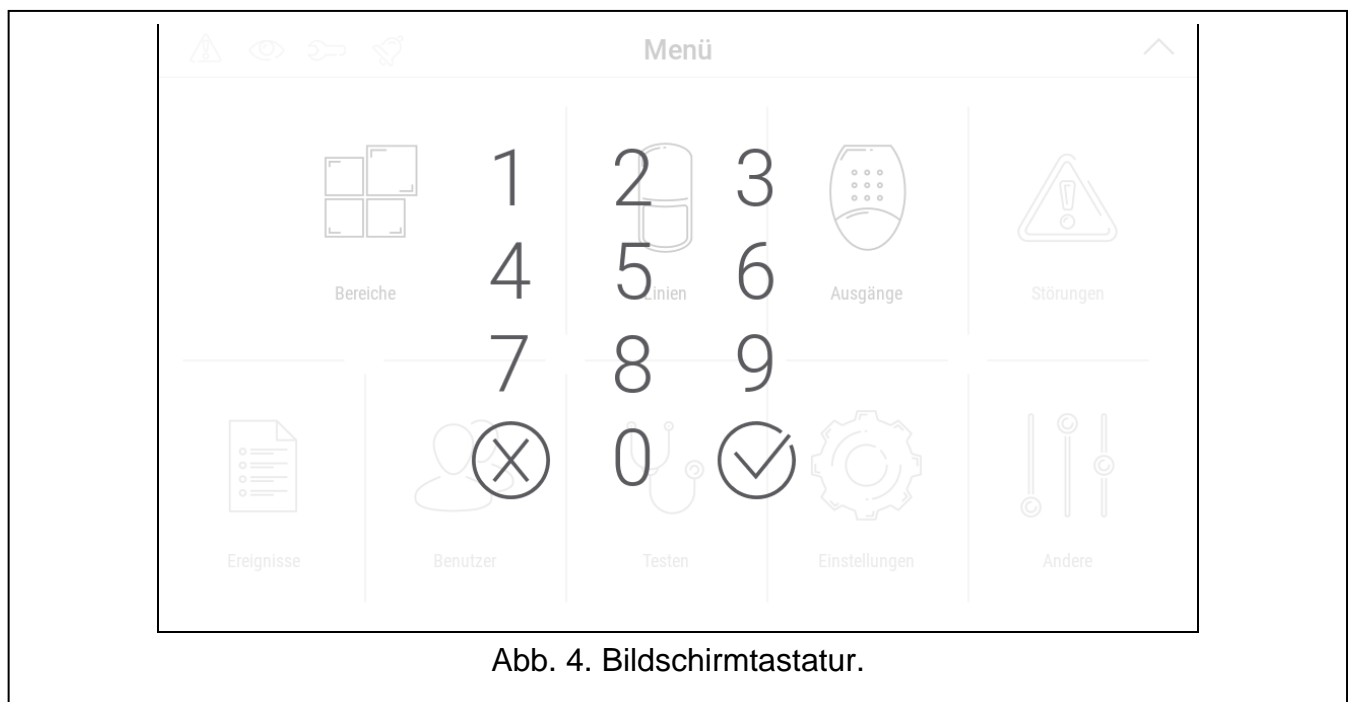 Menü
1 2 3
Bereiche Linien Ausgänge Störungen
4 5 6
7 8 9
0
Ereignisse Benutzer Testen Einstellungen Andere
Abb. 4. Bildschirmtastatur.